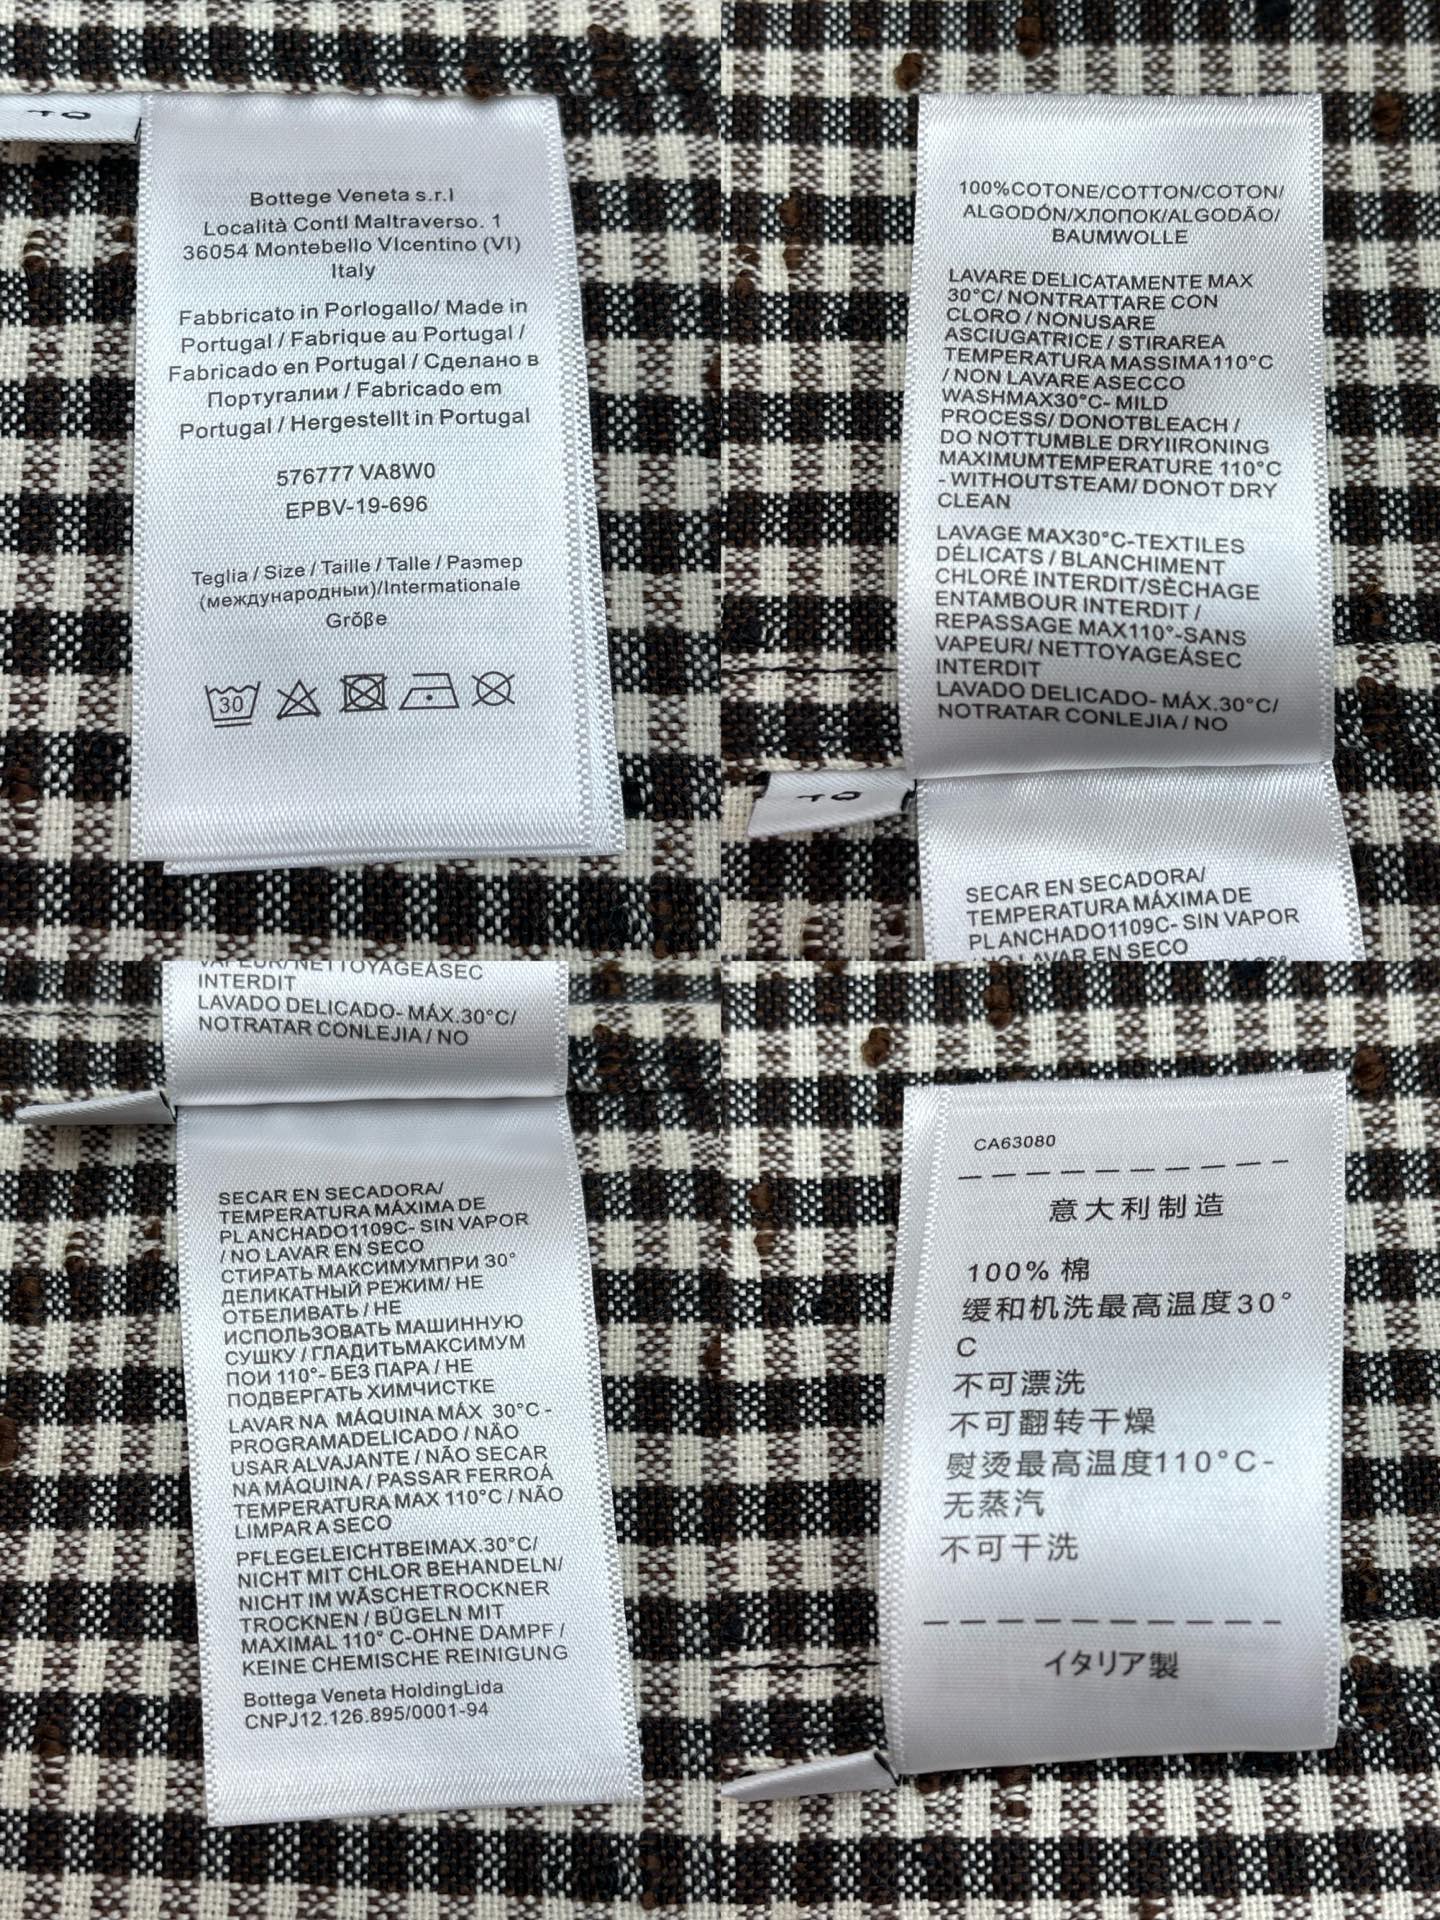 Bottege Veneta s.r.l
Località Contl Maltraverso. 1
36054 Montebello VIcentino (VI)
Italy
Fabbricato in Porlogallo/ Made in
Portugal / Fabrique au Portugal /
Fabricado en Portugal / Сделано в
Португалии / Fabricado em
Portugal / Hergestellt in Portugal
576777 VA8W0
EPBV-19-696
Teglia / Size / Taille / Talle / Размер
(международный)/Internationale
Größe
30
100%COTONE/COTTON/COTON/
ALGODÓN/ХЛОПОК/ALGODÃO/
BAUMWOLLE
LAVARE DELICATAMENTE MAX
30°C/ NONTRATTARE CON
CLORO / NONUSARE
ASCIUGATRICE / STIRAREA
TEMPERATURA MASSIMA110°C
/ NON LAVARE ASECCO
WASHMAX30°C- MILD
PROCESS/ DONOTBLEACH /
DO NOTTUMBLE DRYIIRONING
MAXIMUMTEMPERATURE 110°C
- WITHOUTSTEAM/ DONOT DRY
CLEAN
LAVAGE MAX30°C-TEXTILES
DÉLICATS / BLANCHIMENT
CHLORÉ INTERDIT/SÈCHAGE
ENTAMBOUR INTERDIT /
REPASSAGE MAX110°-SANS
VAPEUR/ NETTOYAGEÁSEC
INTERDIT
LAVADO DELICADO- MÁX.30°C/
NOTRATAR CONLEJIA / NO
SECAR EN SECADORA/
TEMPERATURA MÁXIMA DE
PLANCHADO1109C- SIN VAPOR
/ NO LAVAR EN SECO
VAPEUR/ NETTOYAGEÁSEC
INTERDIT
LAVADO DELICADO- MÁX.30°C/
NOTRATAR CONLEJIA / NO
SECAR EN SECADORA/
TEMPERATURA MÁXIMA DE
PLANCHADO1109C- SIN VAPOR
/ NO LAVAR EN SECO
СТИРАТЬ МАКСИМУМПРИ 30°
ДЕЛИКАТНЫЙ РЕЖИМ/ НЕ
ОТБЕЛИВАТЬ / НЕ
ИСПОЛЬЗОВАТЬ МАШИННУЮ
СУШКУ / ГЛАДИТЬМАКСИМУМ
ПОИ 110°- БЕЗ ПАРА / НЕ
ПОДВЕРГАТЬ ХИМЧИСТКЕ
LAVAR NA MÁQUINA MÁX 30°C -
PROGRAMADELICADO / NÃO
USAR ALVAJANTE / NÃO SECAR
NA MÁQUINA / PASSAR FERROÁ
TEMPERATURA MAX 110°C / NÃO
LIMPAR A SECO
PFLEGELEICHTBEIMAX.30°C/
NICHT MIT CHLOR BEHANDELN/
NICHT IM WÄSCHETROCKNER
TROCKNEN / BÜGELN MIT
MAXIMAL 110° C-OHNE DAMPF /
KEINE CHEMISCHE REINIGUNG
Bottega Veneta HoldingLida
CNPJ12.126.895/0001-94
CA63080
意大利制造
100% 棉
缓和机洗最高温度30°
C
不可漂洗
不可翻转干燥
熨烫最高温度110°C-
无蒸汽
不可干洗
イタリア製